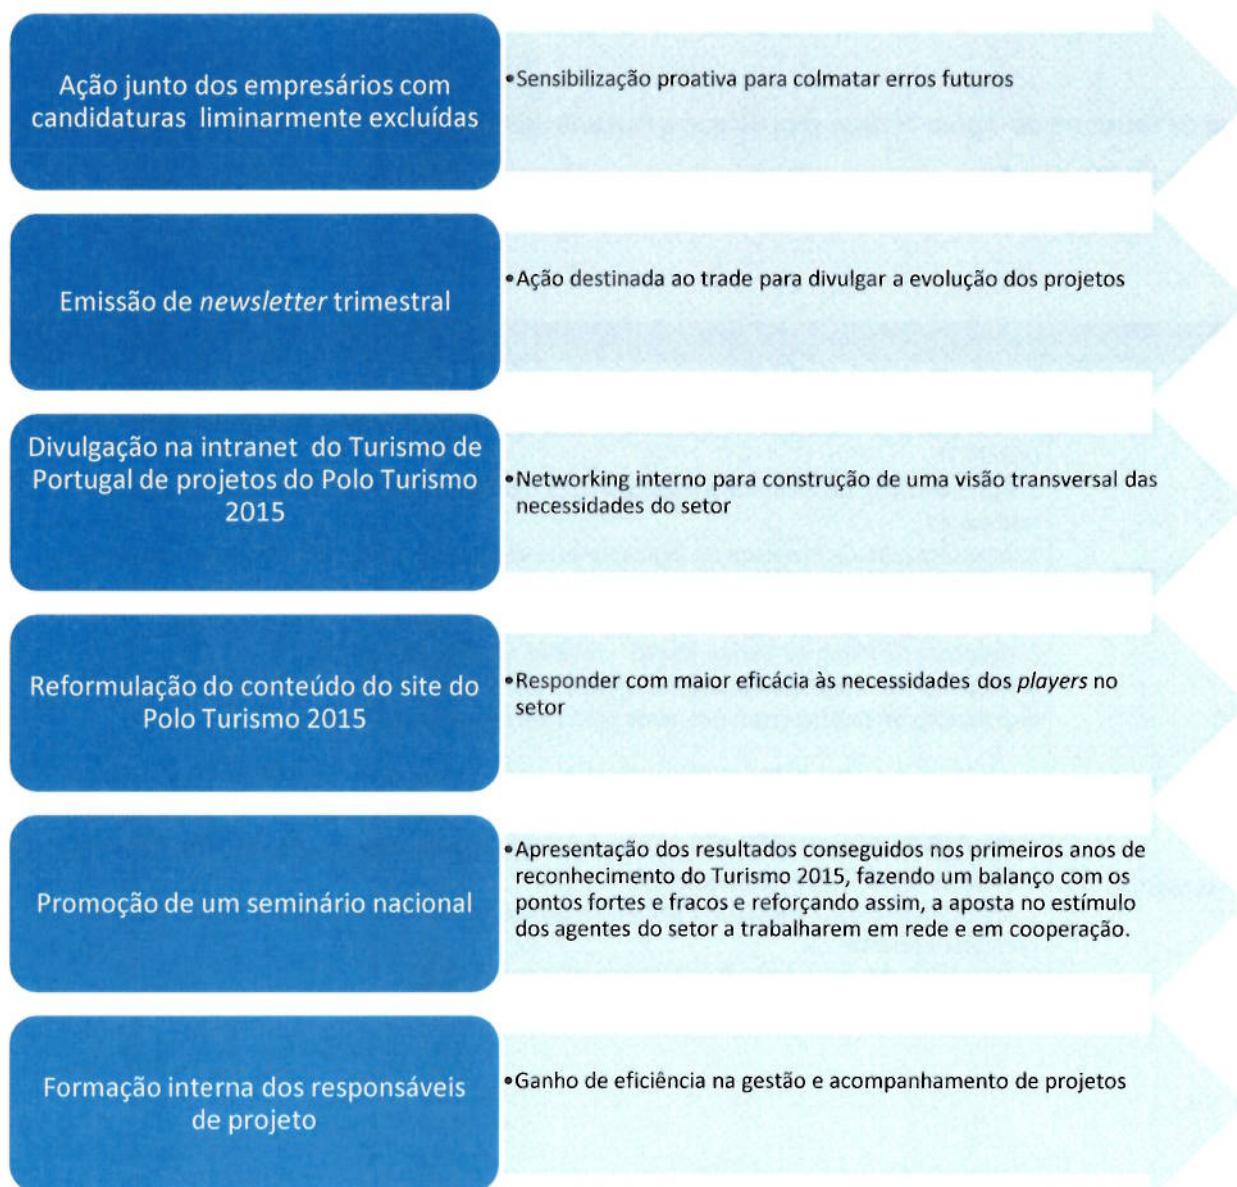 Ação junto dos empresários com
candidaturas liminarmente excluídas
•Sensibilização proativa para colmatar erros futuros
Emissão de newsletter trimestral
•Ação destinada ao trade para divulgar a evolução dos projetos
Divulgação na intranet do Turismo de
Portugal de projetos do Polo Turismo
2015
•Networking interno para construção de uma visão transversal das
necessidades do setor
Reformulação do conteúdo do site do
Polo Turismo 2015
•Responder com maior eficácia às necessidades dos players no
setor
Promoção de um seminário nacional
•Apresentação dos resultados conseguidos nos primeiros anos de
reconhecimento do Turismo 2015, fazendo um balanço com os
pontos fortes e fracos e reforçando assim, a aposta no estímulo
dos agentes do setor a trabalharem em rede e em cooperação.
Formação interna dos responsáveis
de projeto
•Ganho de eficiência na gestão e acompanhamento de projetos